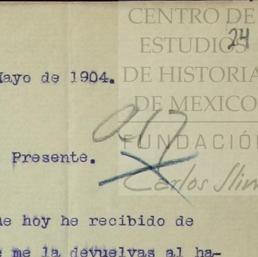 CENTRO DE
ESTUDIOS
24
Mayo de 1904.
DE HISTORIA
DE MEXICO
FUNDACIÓN
Presente.
Carlos Slim
hoy he recibido de
me la devuelvas al ha-